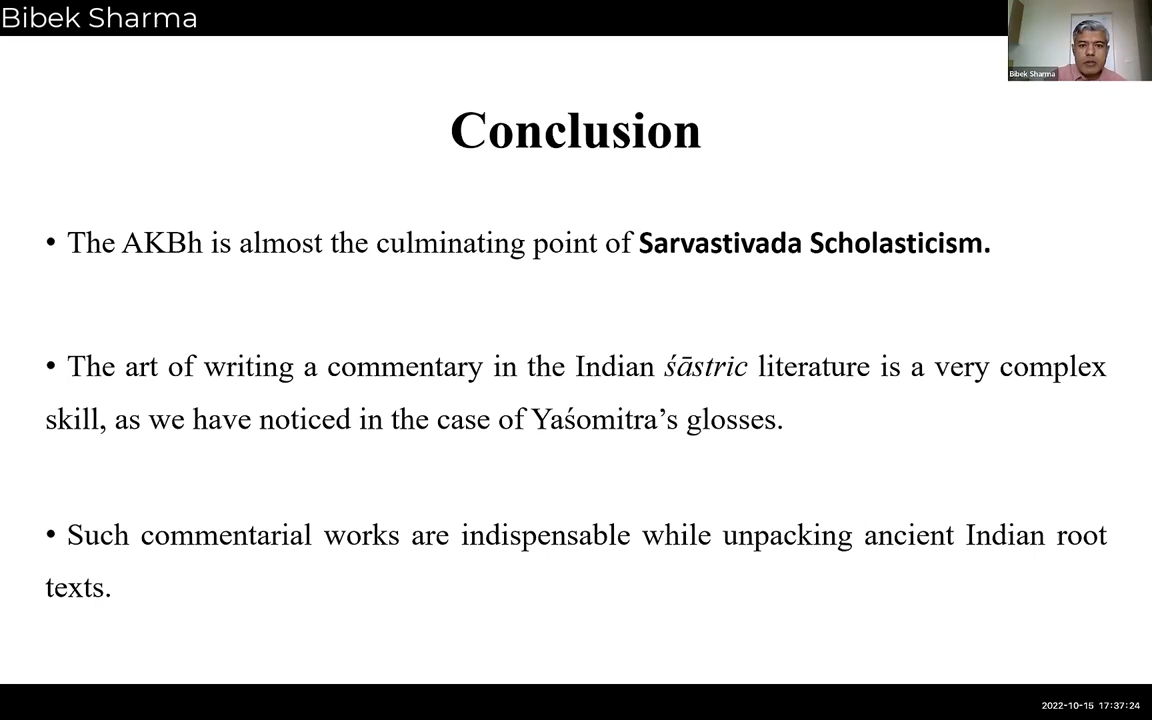 Bibek Sharma
Bibek Sharma
Conclusion
• The AKBh is almost the culminating point of Sarvastivada Scholasticism.
• The art of writing a commentary in the Indian śāstric literature is a very complex
skill, as we have noticed in the case of Yaśomitra’s glosses.
• Such commentarial works are indispensable while unpacking ancient Indian root
texts.
2022-10-15 17:37:24